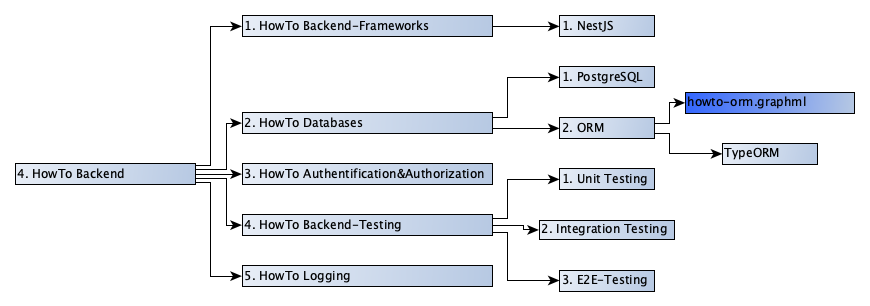 4. HowTo Backend
1. HowTo Backend-Frameworks
1. NestJS
2. HowTo Databases
1. PostgreSQL
2. ORM
howto-orm.graphml
TypeORM
3. HowTo Authentification&Authorization
4. HowTo Backend-Testing
1. Unit Testing
2. Integration Testing
3. E2E-Testing
5. HowTo Logging